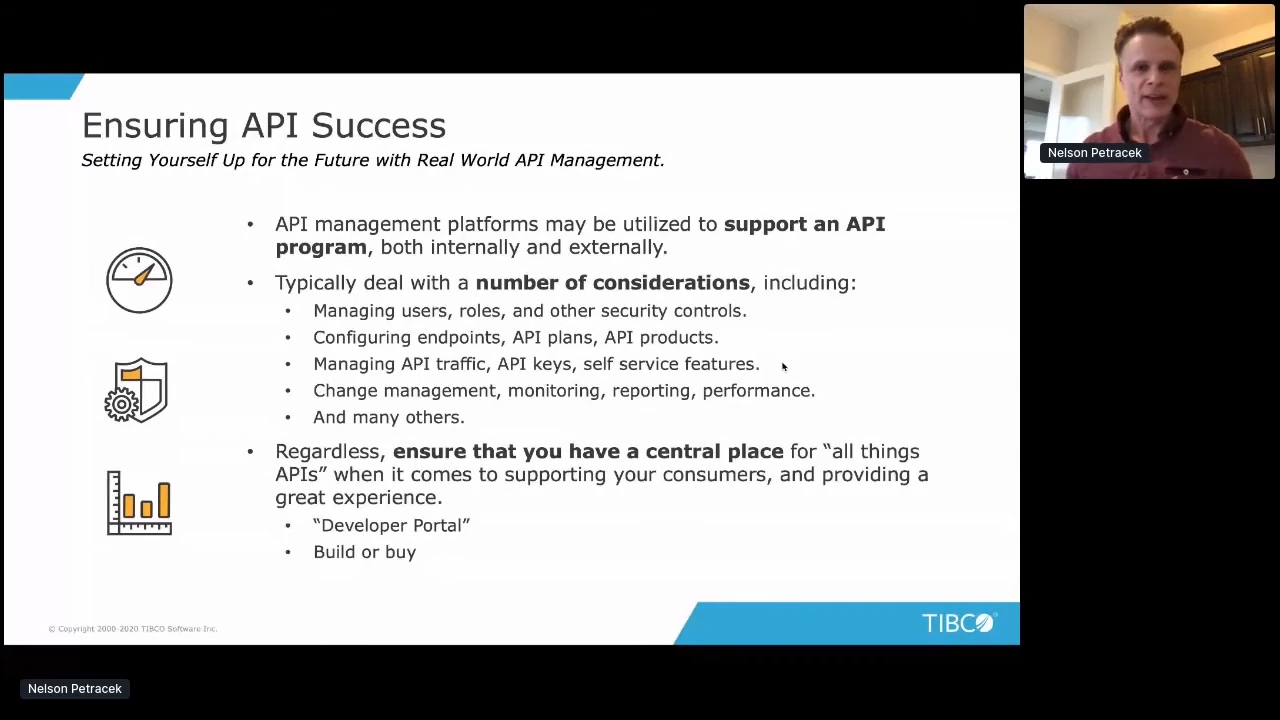 Ensuring API Success
Setting Yourself Up for the Future with Real World API Management.
• API management platforms may be utilized to support an API
program, both internally and externally.
• Typically deal with a number of considerations, including:
• Managing users, roles, and other security controls.
• Configuring endpoints, API plans, API products.
• Managing API traffic, API keys, self service features.
• Change management, monitoring, reporting, performance.
• And many others.
• Regardless, ensure that you have a central place for “all things
APIs” when it comes to supporting your consumers, and providing a
great experience.
• “Developer Portal”
• Build or buy
© Copyright 2000-2020 TIBCO Software Inc.
TIBCO®
Nelson Petracek
Nelson Petracek